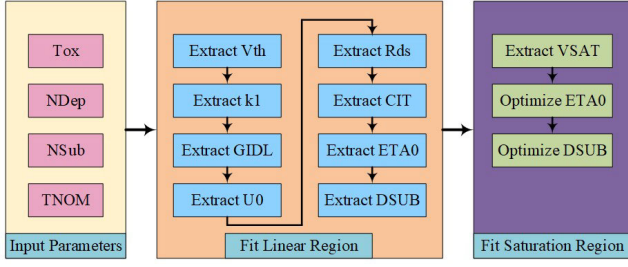 Tox
NDep
NSub
TNOM
Input Parameters
Extract Vth
Extract k1
Extract GIDL
Extract U0
Extract Rds
Extract CIT
Extract ETA0
Extract DSUB
Fit Linear Region
Extract VSAT
Optimize ETA0
Optimize DSUB
Fit Saturation Region